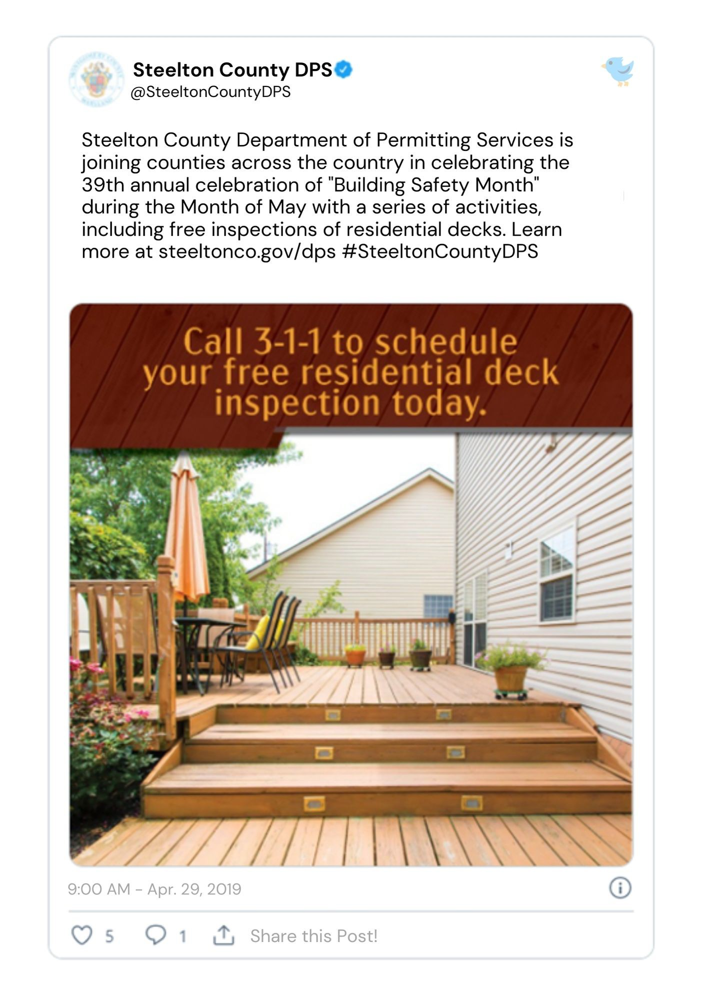 Steelton County DPS
@SteeltonCountyDPS
Steelton County Department of Permitting Services is
joining counties across the country in celebrating the
39th annual celebration of "Building Safety Month"
during the Month of May with a series of activities,
including free inspections of residential decks. Learn
more at steeltonco.gov/dps #SteeltonCountyDPS
Call 3-1-1 to schedule
your free residential deck
inspection today.
9:00 AM - Apr. 29, 2019
5
1
Share this Post!